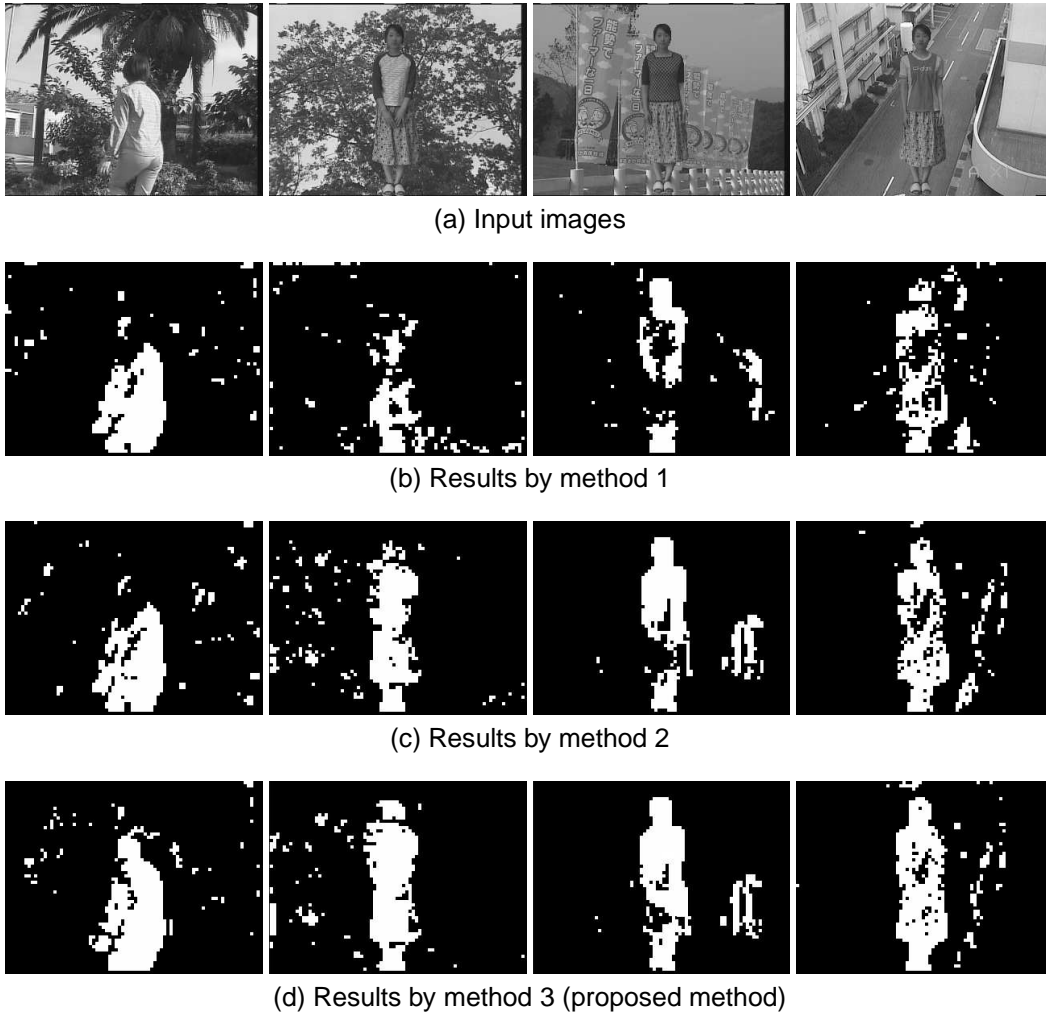 (a) Input images
(b) Results by method 1
(c) Results by method 2
(d) Results by method 3 (proposed method)